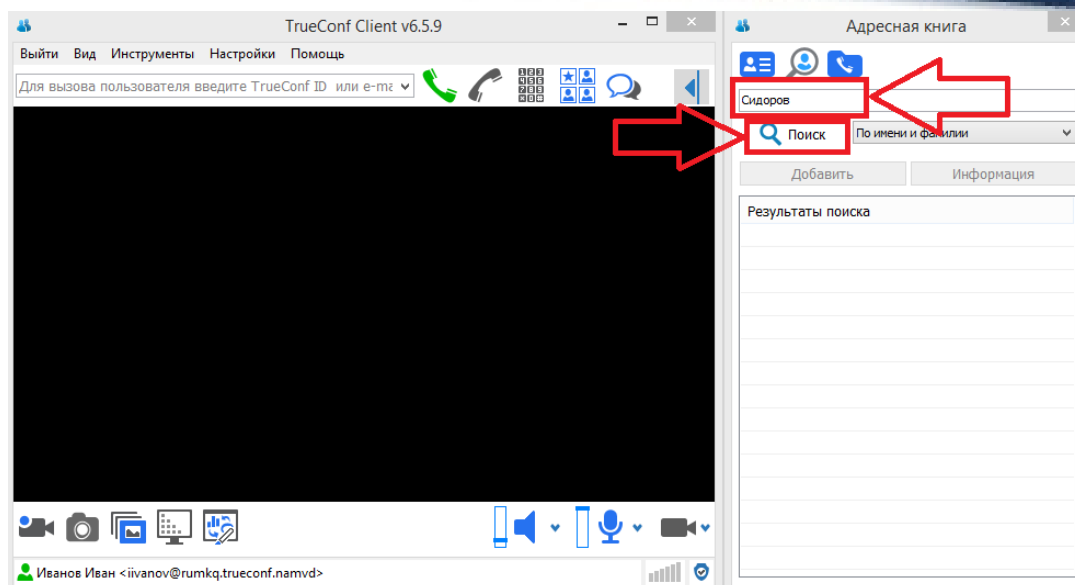 TrueConf Client v6.5.9
Выйти Вид Инструменты Настройки Помощь
Для вызова пользователя введите TrueConf ID или e-ma
Иванов Иван <iivanov@rumkq.trueconf.namvd>
Адресная книга
Сидоров
Поиск
По имени и фамилии
Добавить
Информация
Результаты поиска